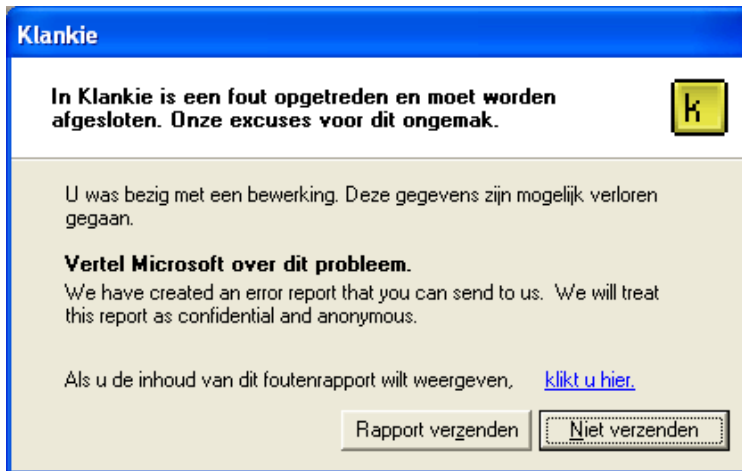 Klankie
In Klankie is een fout opgetreden en moet worden
afgesloten. Onze excuses voor dit ongemak.
k
U was bezig met een bewerking. Deze gegevens zijn mogelijk verloren
gegaan.
Vertel Microsoft over dit probleem.
We have created an error report that you can send to us. We will treat
this report as confidential and anonymous.
Als u de inhoud van dit foutenrapport wilt weergeven, klikt u hier.
Rapport verzenden Niet verzenden